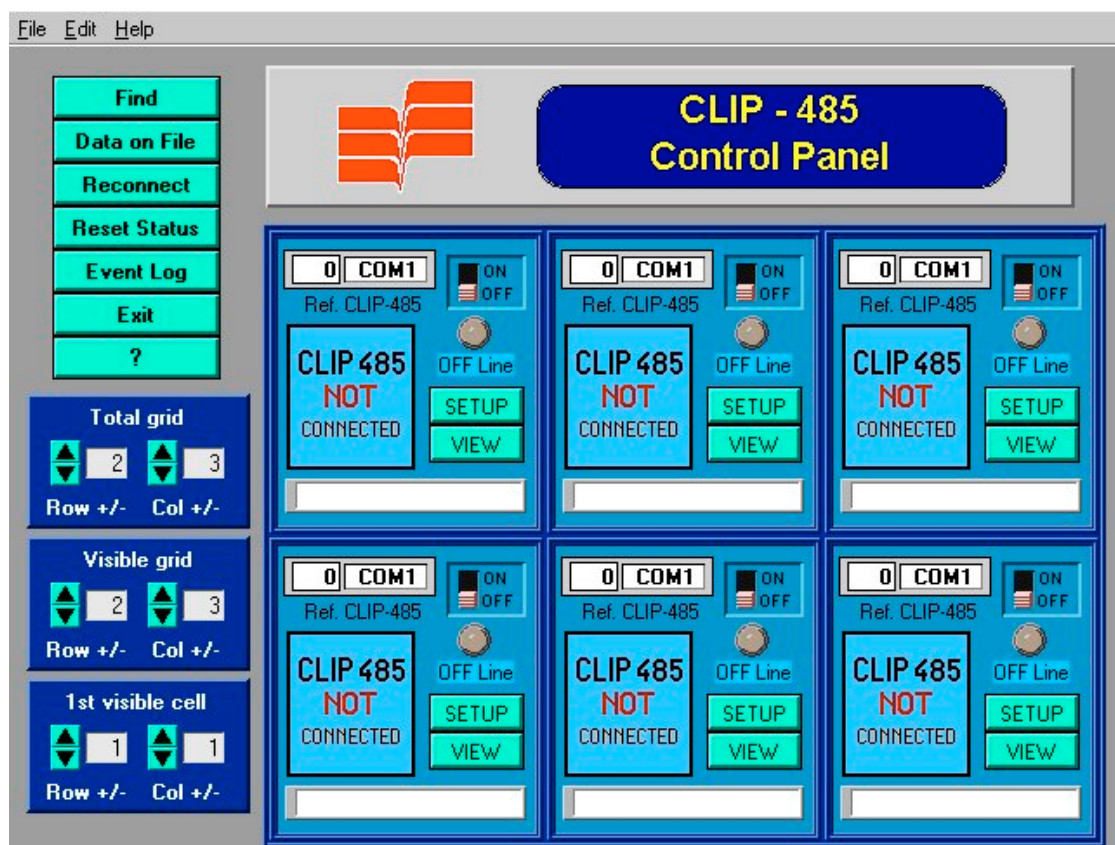 File Edit Help
Find
Data on File
Reconnect
Reset Status
Event Log
Exit
?
Total grid
2 3
Row +/- Col +/-
Visible grid
2 3
Row +/- Col +/-
1st visible cell
1 1
Row +/- Col +/-
CLIP - 485
Control Panel
0 COM1 ON
OFF
Ref. CLIP-485
CLIP 485
NOT
CONNECTED
OFF Line
SETUP
VIEW
0 COM1 ON
OFF
Ref. CLIP-485
CLIP 485
NOT
CONNECTED
OFF Line
SETUP
VIEW
0 COM1 ON
OFF
Ref. CLIP-485
CLIP 485
NOT
CONNECTED
OFF Line
SETUP
VIEW
0 COM1 ON
OFF
Ref. CLIP-485
CLIP 485
NOT
CONNECTED
OFF Line
SETUP
VIEW
0 COM1 ON
OFF
Ref. CLIP-485
CLIP 485
NOT
CONNECTED
OFF Line
SETUP
VIEW
0 COM1 ON
OFF
Ref. CLIP-485
CLIP 485
NOT
CONNECTED
OFF Line
SETUP
VIEW